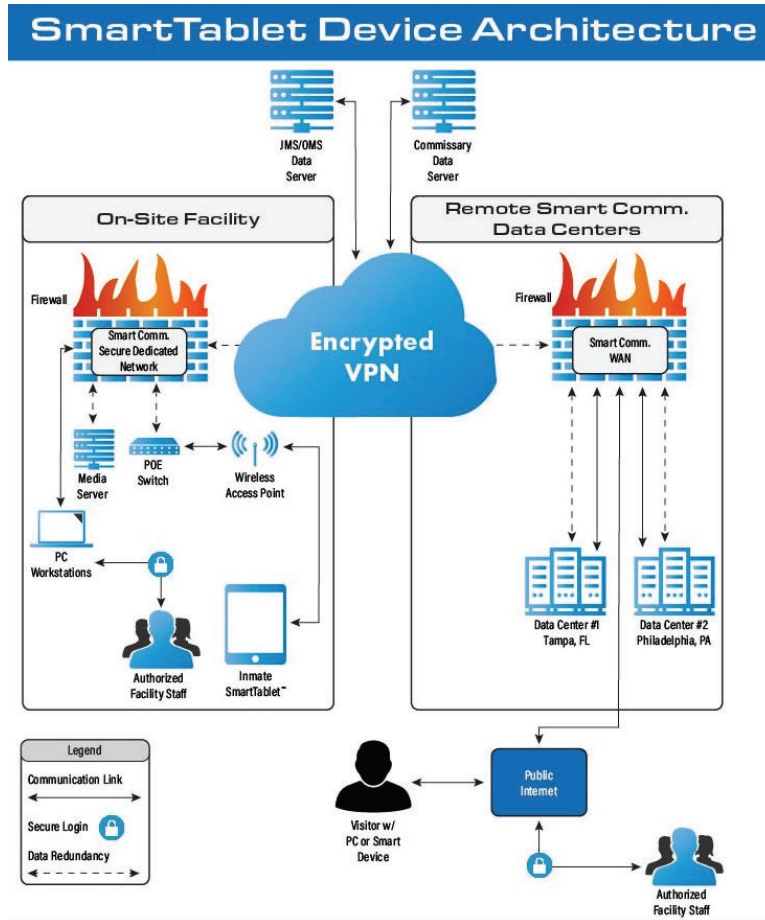 SmartTablet Device Architecture
JMS/OMS
Data
Server
Commissary
Data
Server
On-Site Facility
Remote Smart Comm.
Data Centers
Firewall
Smart Comm.
Secure Dedicated
Network
Encrypted
VPN
Firewall
Smart Comm.
WAN
Media
Server
POE
Switch
Wireless
Access Point
PC
Workstations
Authorized
Facility Staff
Inmate
SmartTablet™
Data Center #1
Tampa, FL
Data Center #2
Philadelphia, PA
Legend
Communication Link
Secure Login
Data Redundancy
Visitor w/
PC or Smart
Device
Public
Internet
Authorized
Facility Staff